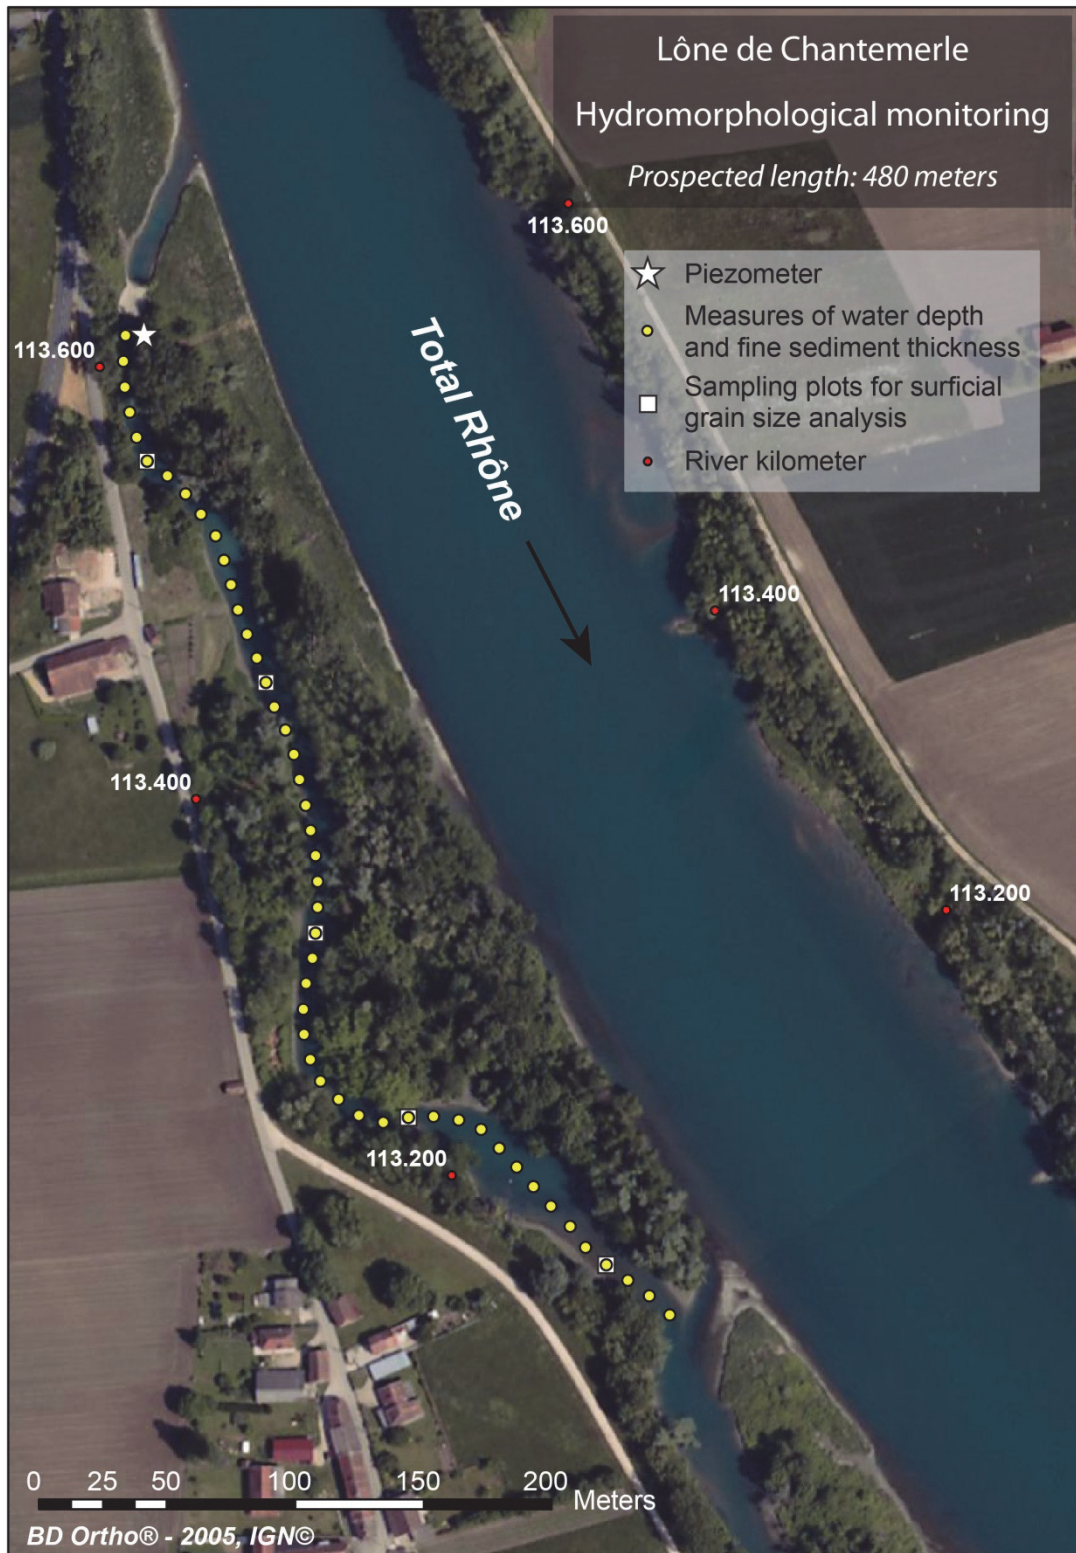 Lône de Chantemerle
Hydromorphological monitoring
Prospected length: 480 meters
113.600
Piezometer
Measures of water depth
and fine sediment thickness
Sampling plots for surficial
grain size analysis
River kilometer
113.600
Total Rhône
113.400
113.400
113.200
113.200
0 25 50 100 150 200
Meters
BD Ortho® - 2005, IGN©